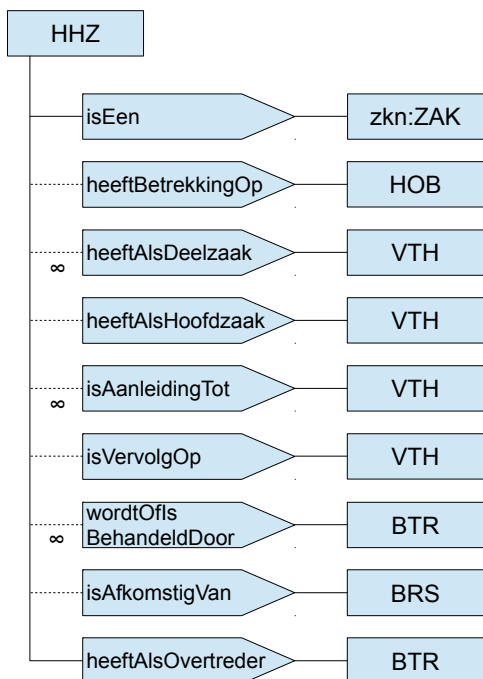 HHZ
isEen
zkn:ZAK
heeftBetrekkingOp
HOB
heeftAlsDeelzaak
VTH
∞
heeftAlsHoofdzaak
VTH
isAanleidingTot
VTH
∞
isVervolgOp
VTH
wordtOfIs
BehandeldDoor
BTR
∞
isAfkomstigVan
BRS
heeftAlsOvertreder
BTR